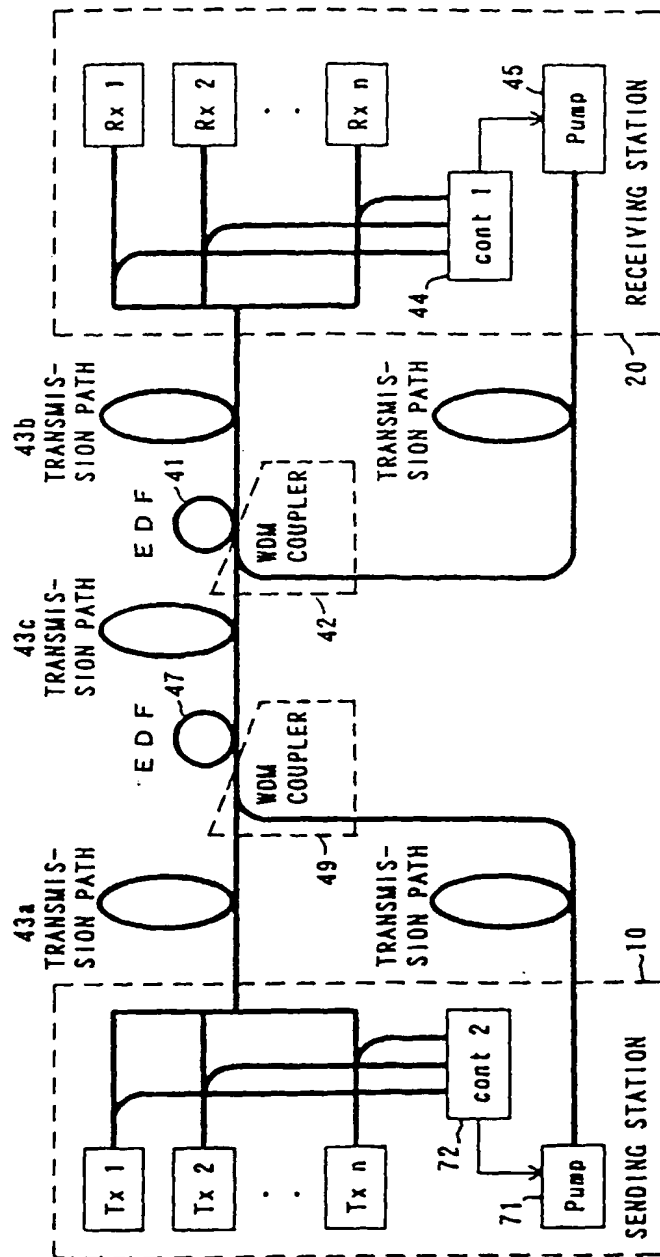 Tx 1
Tx 2
. .
Tx n
cont 2
72
71
Pump
SENDING STATION
10
43a
TRANSMIS-
SION PATH
TRANSMIS-
SION PATH
EDF
47
WDM
COUPLER
49
43c
TRANSMIS-
SION PATH
EDF
41
WDM
COUPLER
42
43b
TRANSMIS-
SION PATH
TRANSMIS-
SION PATH
Rx 1
Rx 2
. .
Rx n
cont 1
44
45
Pump
20
RECEIVING STATION